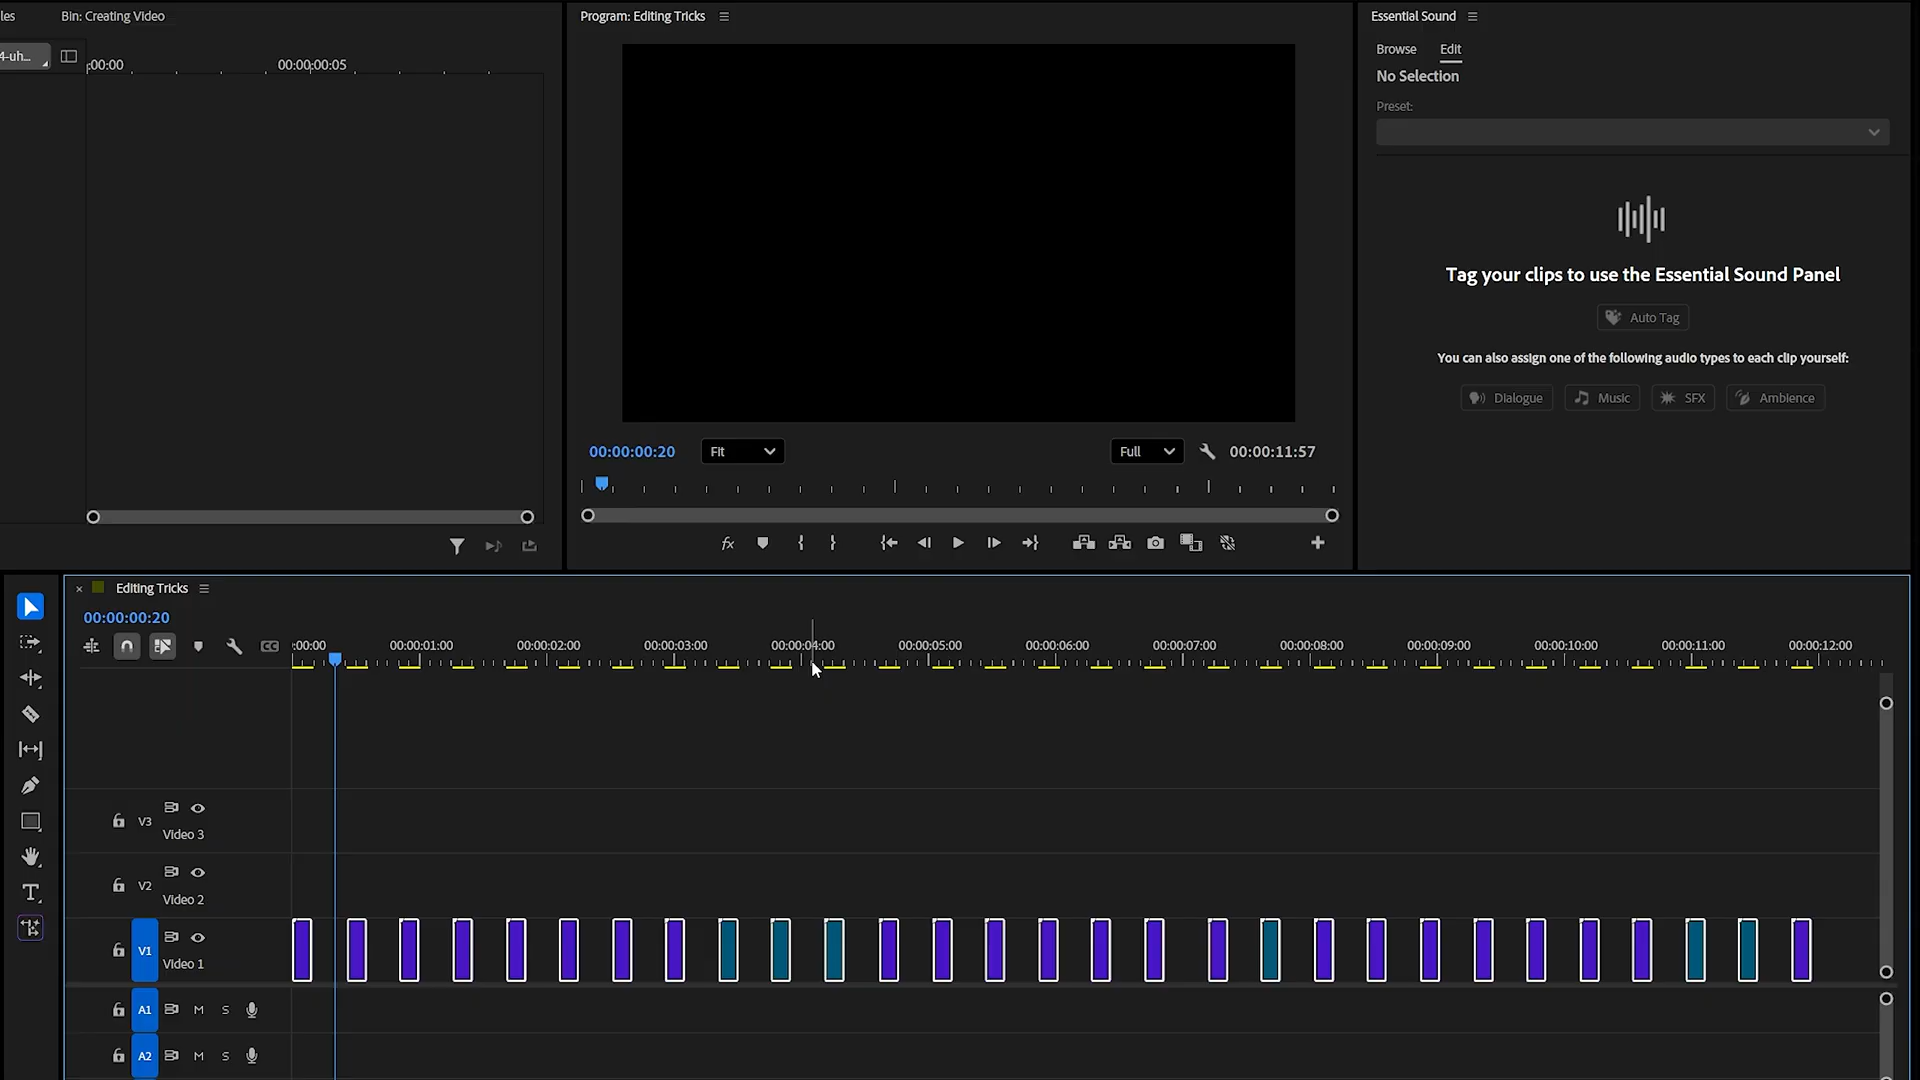 les
Bin: Creating Video
4-uh...
:00:00
00:00:00:05
Program: Editing Tricks
00:00:00:20
Fit
Full
00:00:11:57
fx
Essential Sound
Browse
Edit
No Selection
Preset:
Tag your clips to use the Essential Sound Panel
Auto Tag
You can also assign one of the following audio types to each clip yourself:
Dialogue
Music
SFX
Ambience
Editing Tricks
00:00:00:20
CC
:00:00
00:00:01:00
00:00:02:00
00:00:03:00
00:00:04:00
00:00:05:00
00:00:06:00
00:00:07:00
00:00:08:00
00:00:09:00
00:00:10:00
00:00:11:00
00:00:12:00
V3
Video 3
V2
Video 2
V1
Video 1
A1
M
S
A2
M
S
T